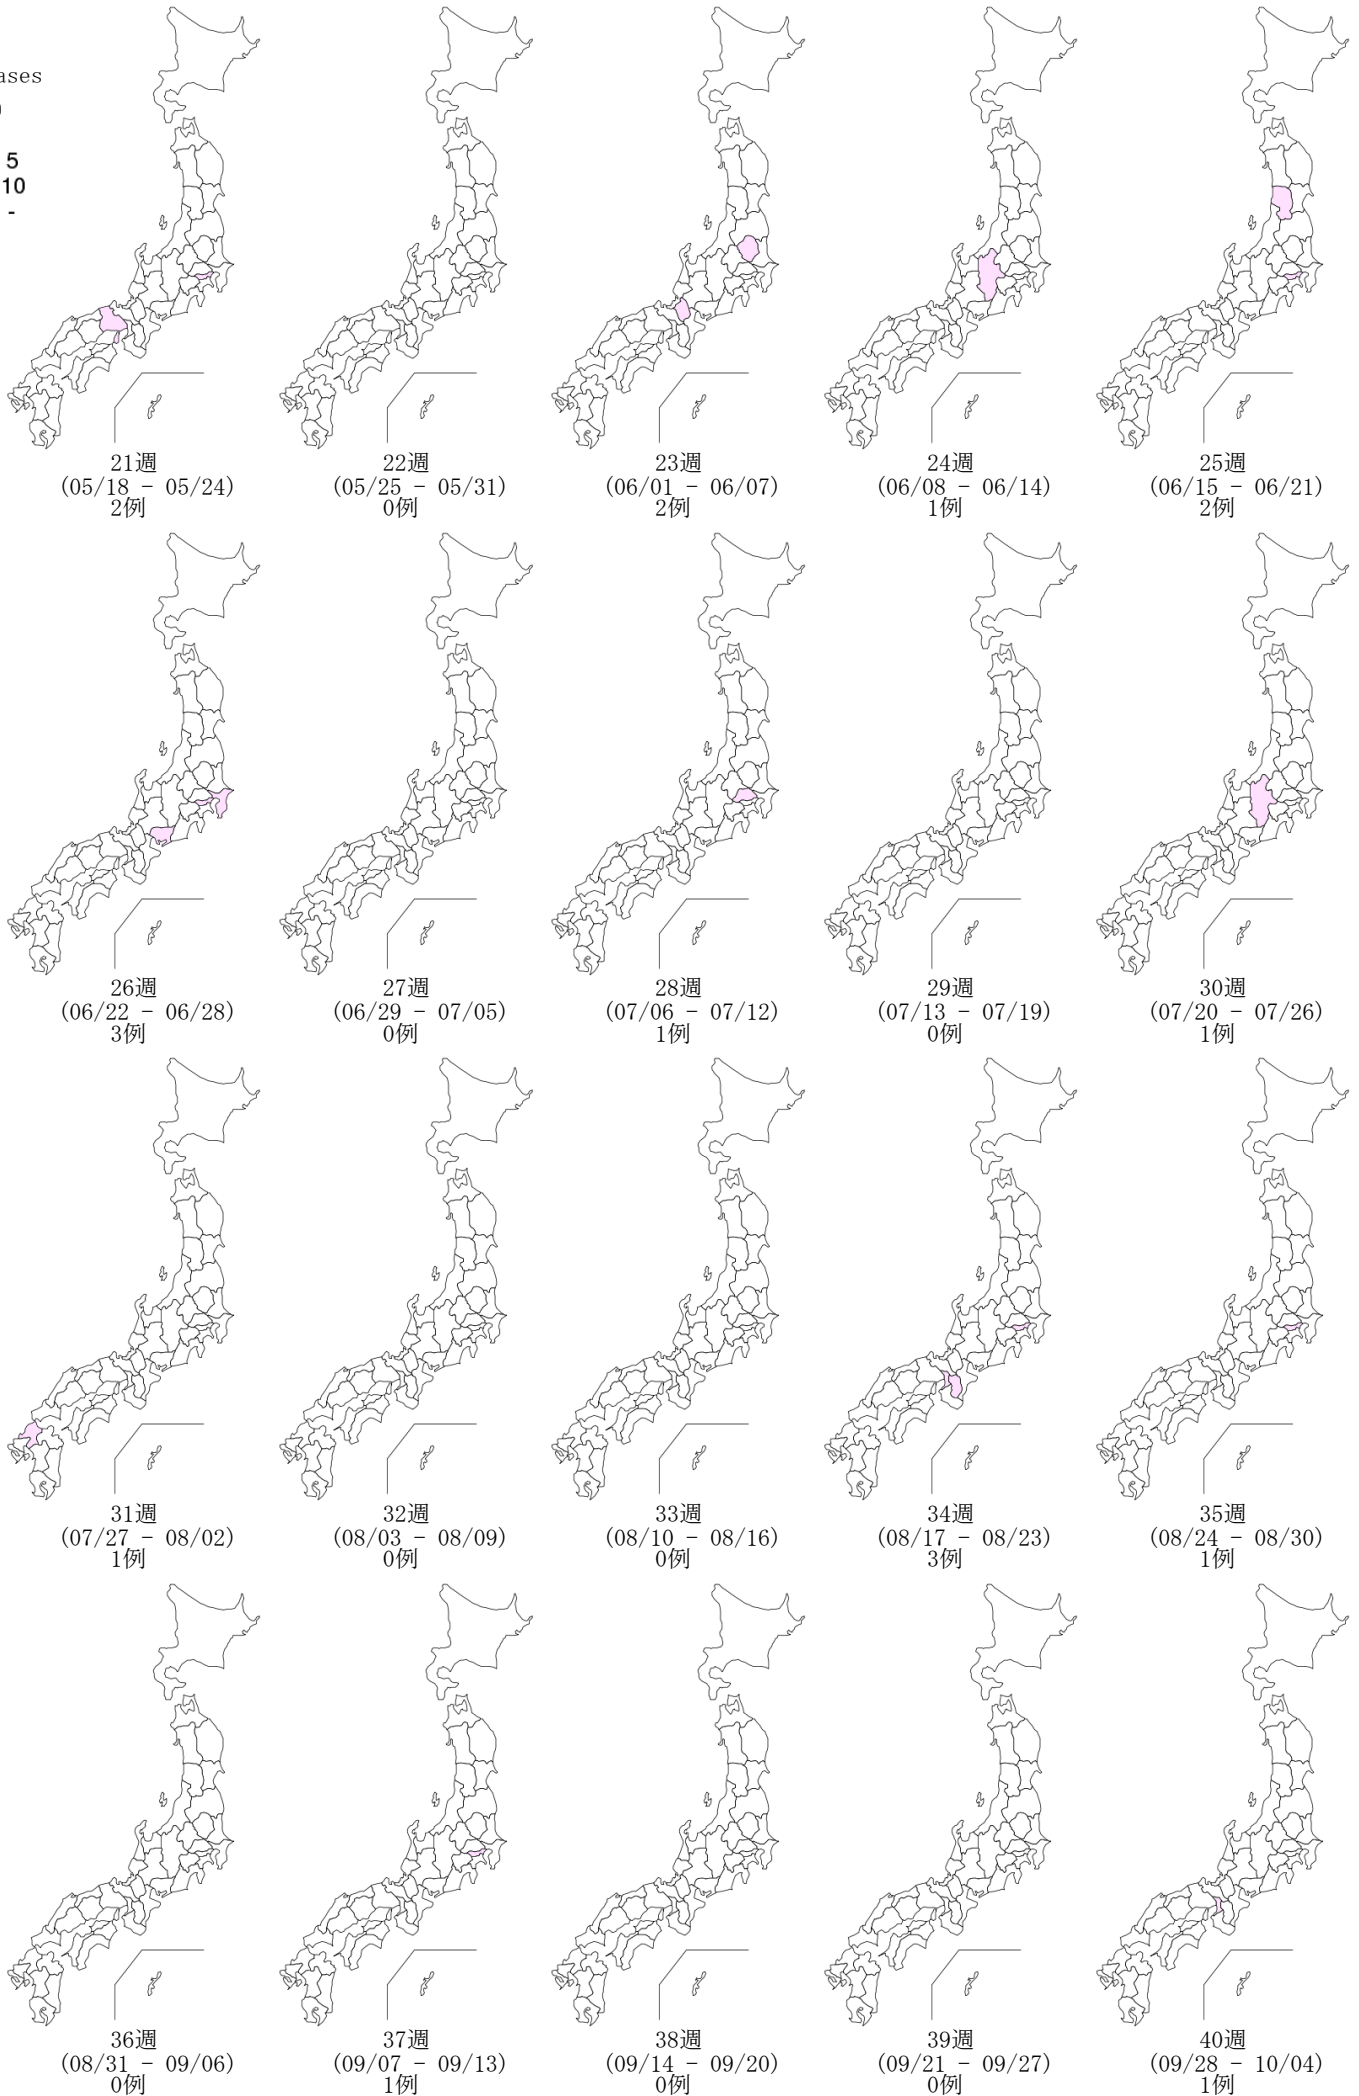 ases
5
10
-
21週
(05/18 - 05/24)
2例
22週
(05/25 - 05/31)
0例
23週
(06/01 - 06/07)
2例
24週
(06/08 - 06/14)
1例
25週
(06/15 - 06/21)
2例
26週
(06/22 - 06/28)
3例
27週
(06/29 - 07/05)
0例
28週
(07/06 - 07/12)
1例
29週
(07/13 - 07/19)
0例
30週
(07/20 - 07/26)
1例
31週
(07/27 - 08/02)
1例
32週
(08/03 - 08/09)
0例
33週
(08/10 - 08/16)
0例
34週
(08/17 - 08/23)
3例
35週
(08/24 - 08/30)
1例
36週
(08/31 - 09/06)
0例
37週
(09/07 - 09/13)
1例
38週
(09/14 - 09/20)
0例
39週
(09/21 - 09/27)
0例
40週
(09/28 - 10/04)
1例